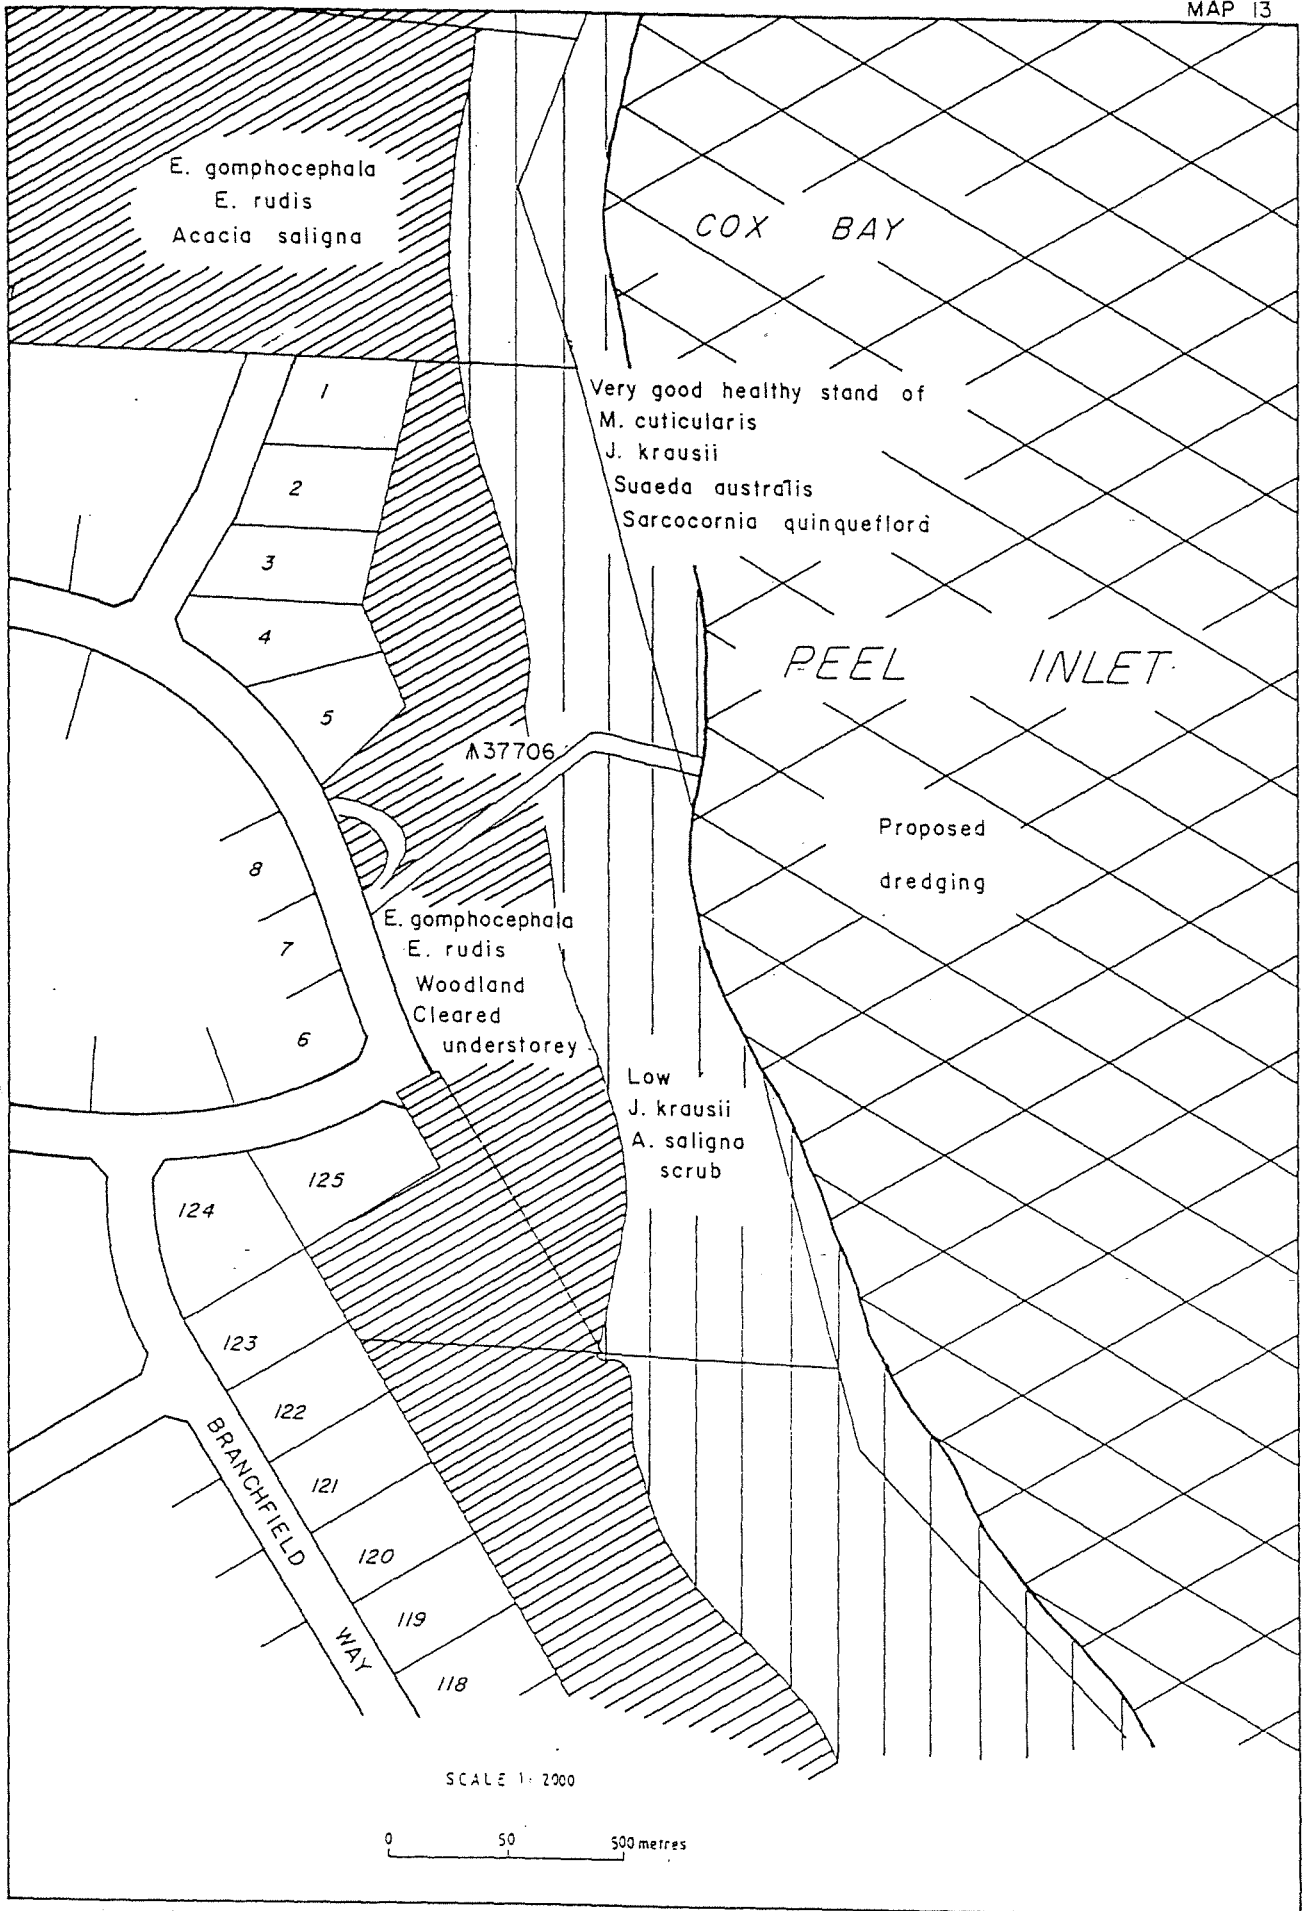 MAP 13
E. gomphocephala
E. rudis
Acacia saligna
COX BAY
1
Very good healthy stand of
M. cuticularis
J. krausii
Suaeda australis
Sarcocornia quinqueflora
2
3
4
5
PEEL INLET
37706
Proposed
dredging
8
7
6
E. gomphocephala
E. rudis
Woodland
Cleared
understorey
Low
J. krausii
A. saligna
scrub
125
124
123
122
121
120
119
118
BRANCHFIELD WAY
SCALE 1: 2000
0 50 500 metres